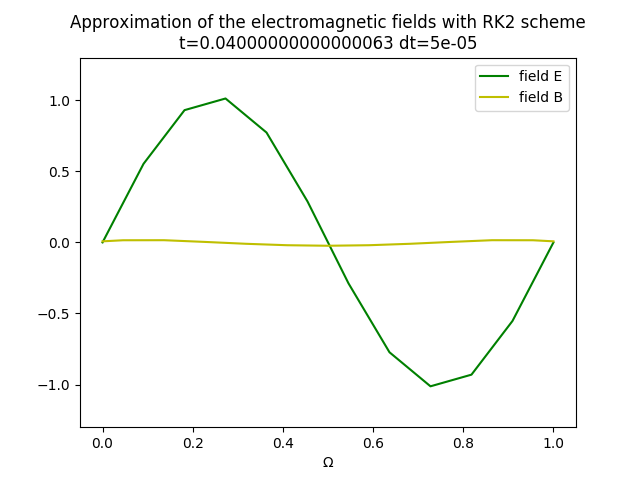 Approximation of the electromagnetic fields with RK2 scheme
t=0.04000000000000063 dt=5e-05
field E
field B
1.0
0.5
0.0
−0.5
−1.0
0.0 0.2 0.4 0.6 0.8 1.0
Ω